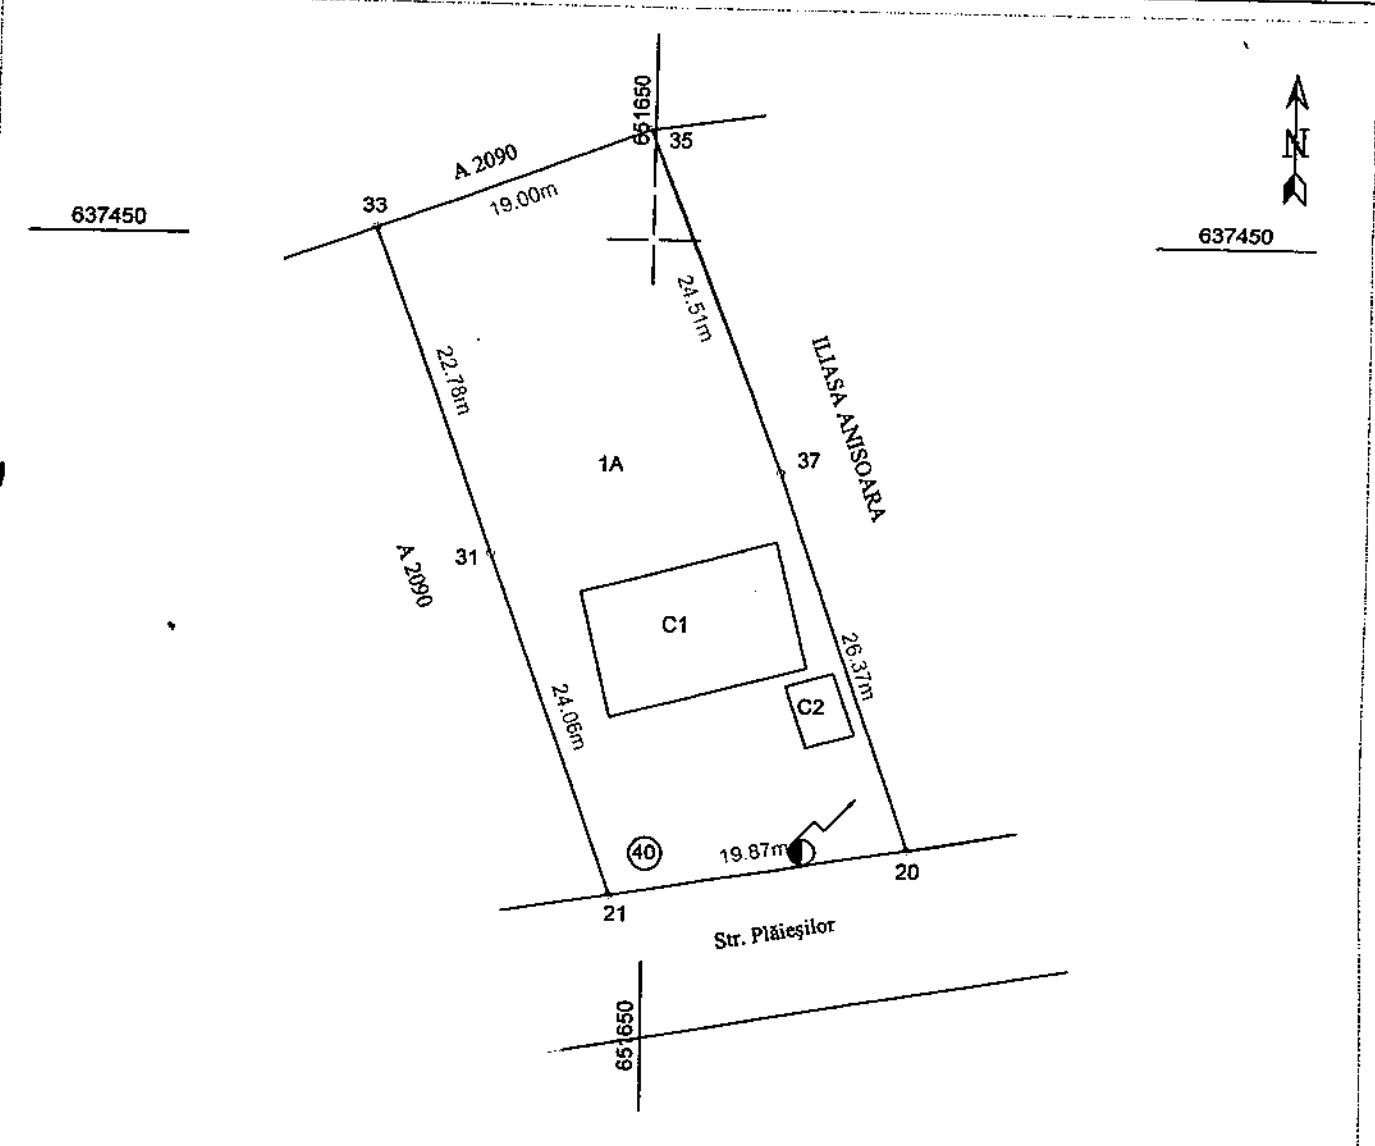 651650
35
A 2090
19.00m
33
N
637450
637450
24.51m
22.78m
ILIASA ANISOARA
1A
37
31
A 2090
C1
26.37m
24.06m
C2
40
19.87m
20
21
Str. Plăieşilor
651650